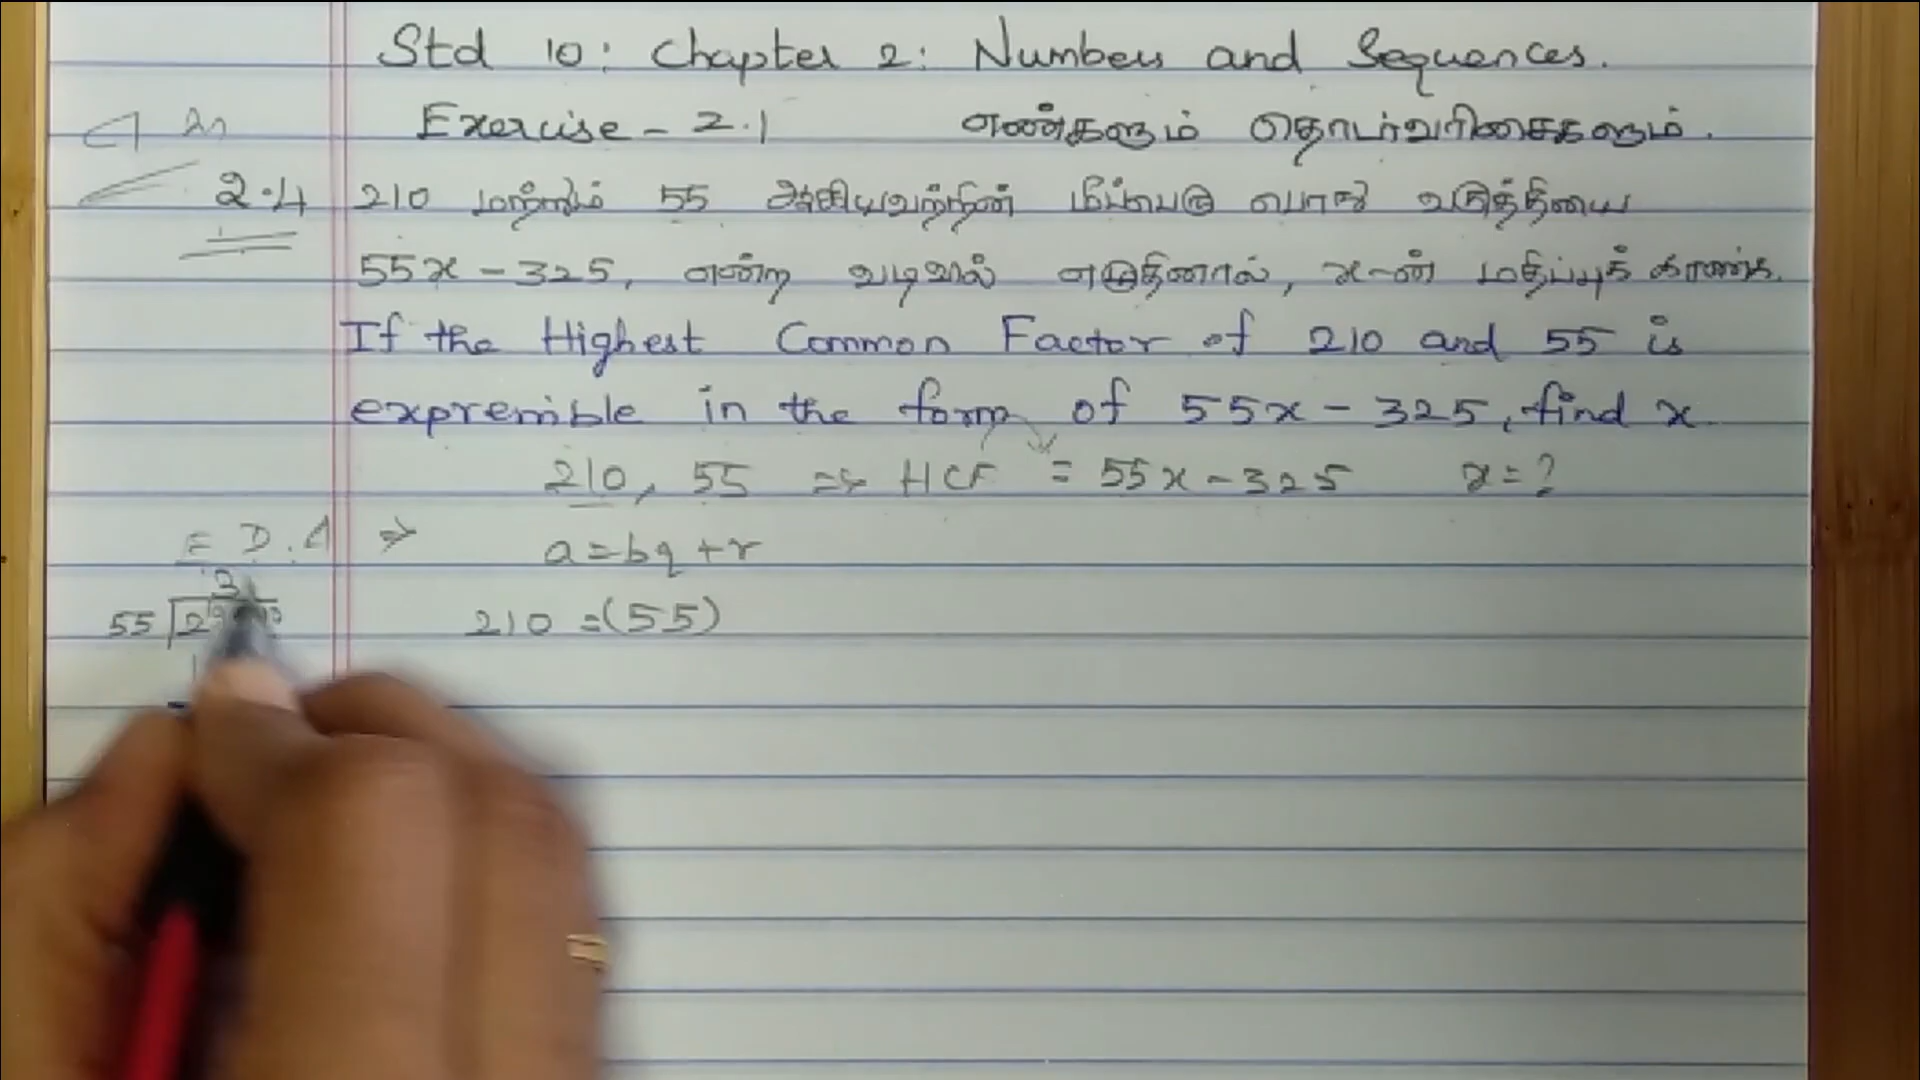 Std 10: Chapter 2: Numbers and Sequences.
Exercise - 2.1 எண்களும் தொடர்வரிசைகளும்.
2.4 210 மற்றும் 55 ஆகியவற்றின் மீப்பெரு பொது வகுத்தியை
55x - 325, என்ற வடிவில் எழுதினால், x-ன் மதிப்புக் காண்க.
If the Highest Common Factor of 210 and 55 is
expressible in the form of 55x - 325, find x.
210, 55 ⇒ HCF = 55x - 325 x = ?
E.D.A ⇒ a = bq + r
3
55 210 = (55)